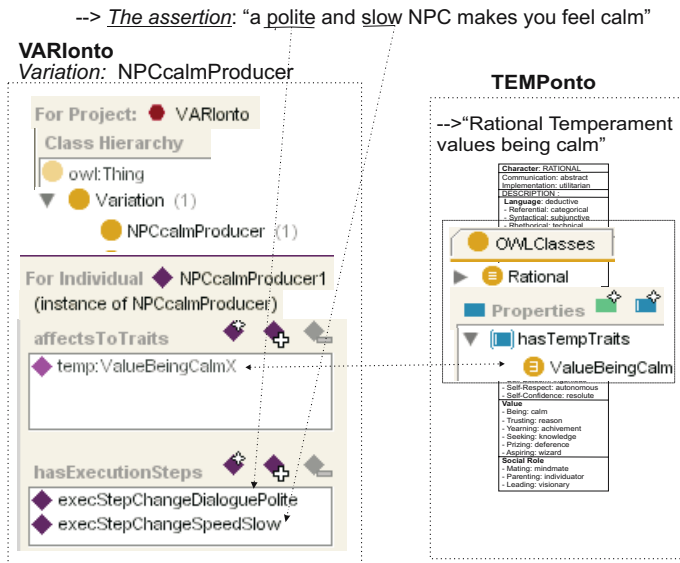 --> The assertion: “a polite and slow NPC makes you feel calm”
VARIonto
Variation: NPCcalmProducer
For Project: VARIonto
Class Hierarchy
owl:Thing
Variation (1)
NPCcalmProducer (1)
For Individual NPCcalmProducer1
(instance of NPCcalmProducer)
affectsToTraits
temp:ValueBeingCalmX
hasExecutionSteps
execStepChangeDialoguePolite
execStepChangeSpeedSlow
TEMPonto
-->“Rational Temperament
values being calm”
Character: RATIONAL
Communication: abstract
Implementation: utilitarian
DESCRIPTION :
Language: deductive
- Referential: categorical
- Syntactical: subjunctive
- Rhethorical: technical
OWLClasses
Rational
Properties
hasTempTraits
ValueBeingCalm
- Self-Respect: autonomous
- Self-Confidence: resolute
Value
- Being: calm
- Trusting: reason
- Yearning: achivement
- Seeking: knowledge
- Prizing: deference
- Aspiring: wizard
Social Role
- Mating: mindmate
- Parenting: individuator
- Leading: visionary